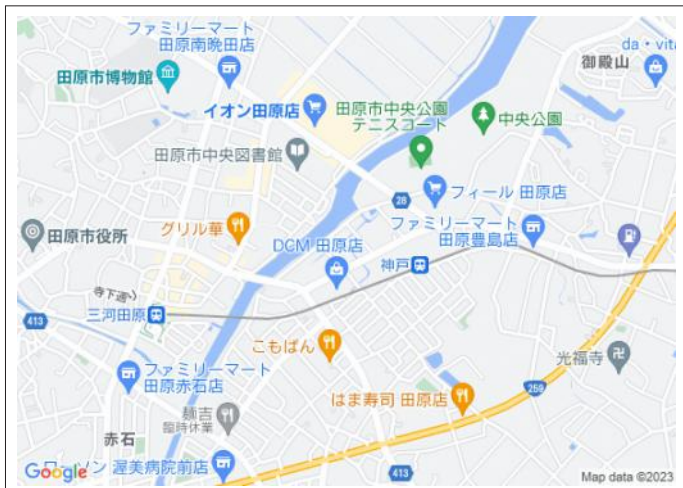 ファミリーマート
田原南晩田店
田原市博物館
da・vita
御殿山
イオン田原店
田原市中央公園
テニスコート
中央公園
田原市中央図書館
28
フィール 田原店
グリル華
ファミリーマート
田原豊島店
田原市役所
DCM 田原店
神戸
寺下通り
三河田原
413
こもぱん
光福寺
ファミリーマート
田原赤石店
259
はま寿司 田原店
麺吉
臨時休業
赤石
ローソン 渥美病院前店
413
Google
Map data ©2023